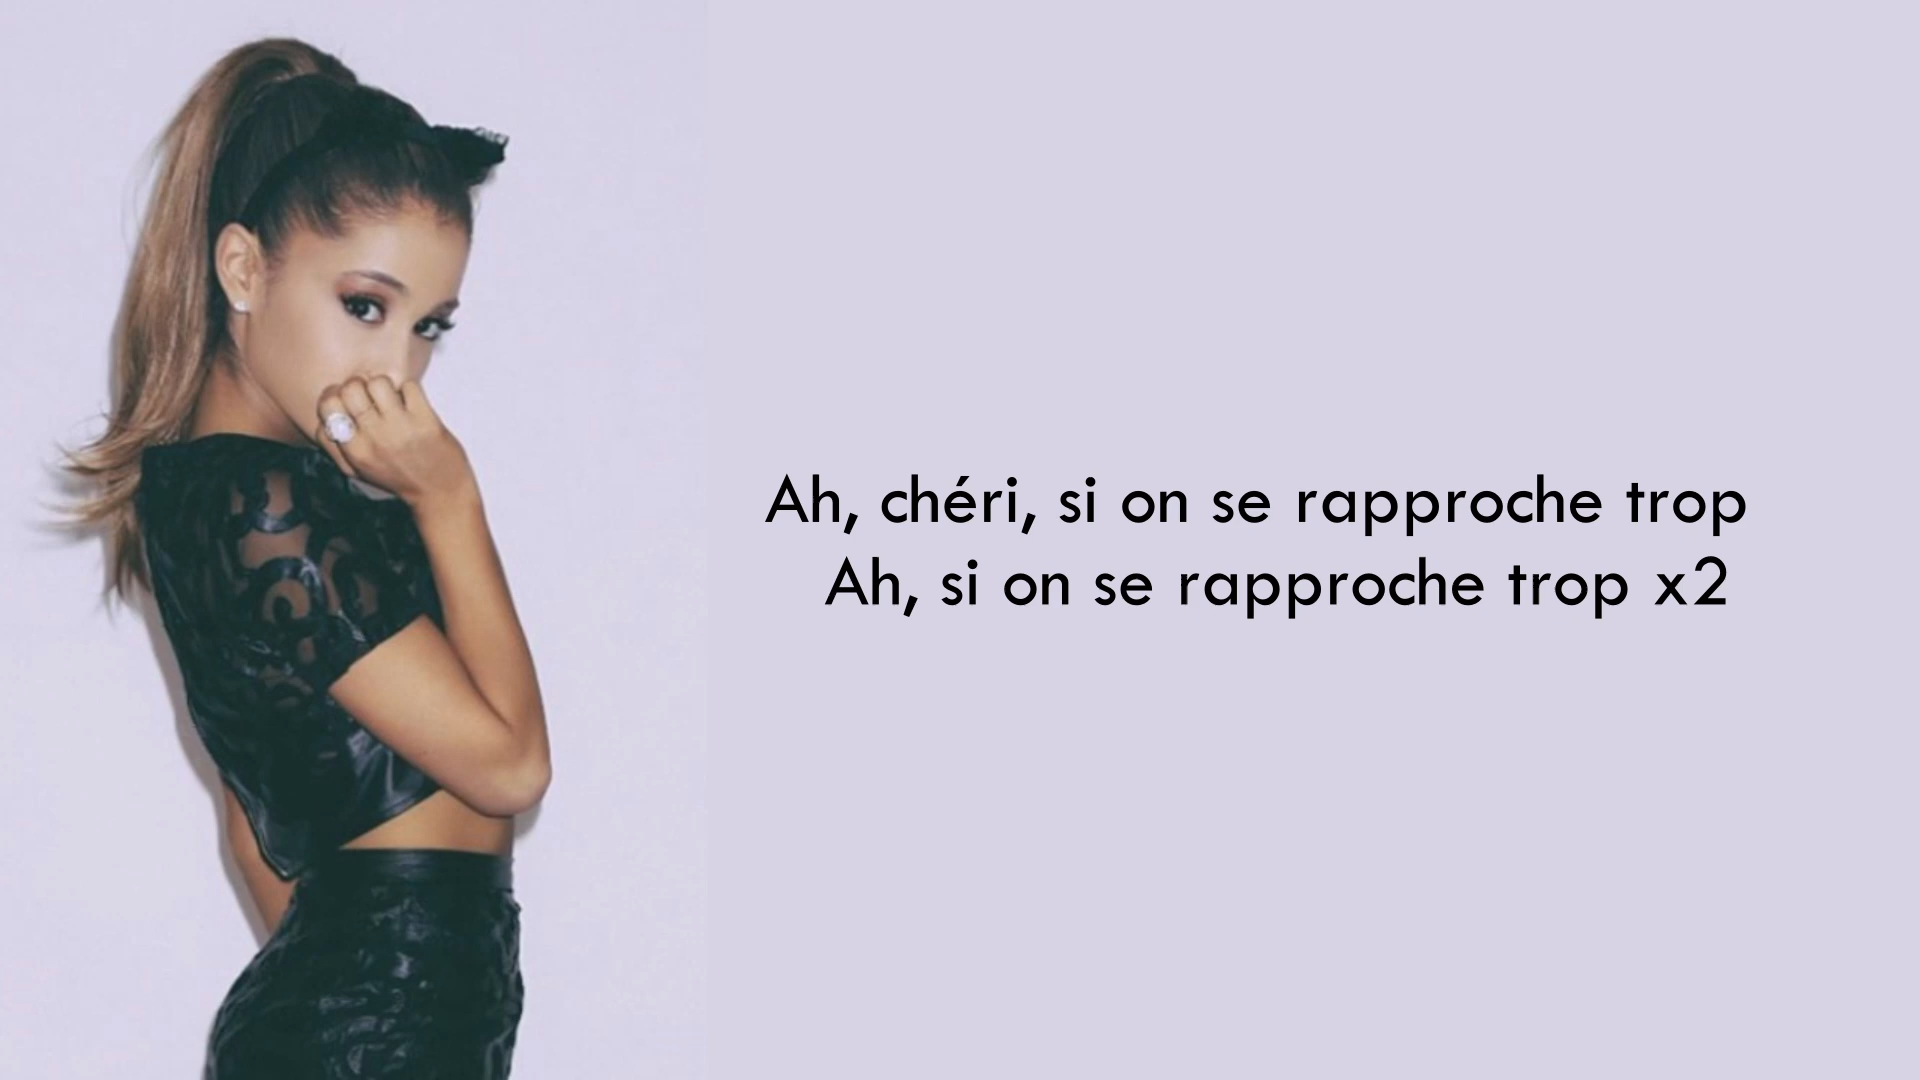 Ah, chéri, si on se rapproche trop
Ah, si on se rapproche trop x2